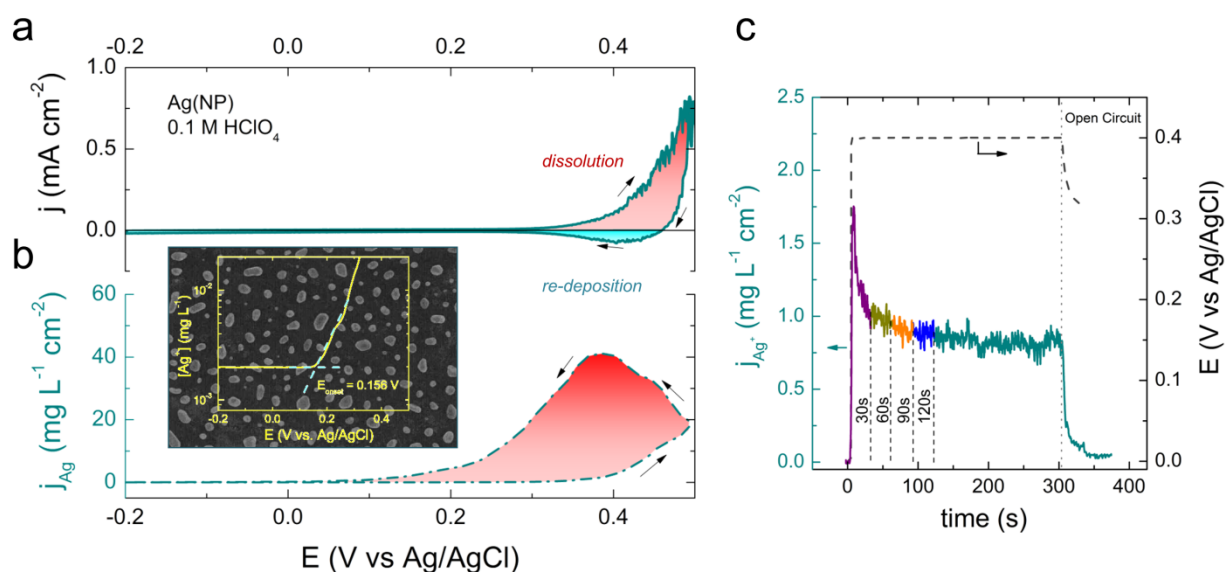 a
-0.2 0.0 0.2 0.4
j (mA cm⁻²)
1.0
0.5
0.0
Ag(NP)
0.1 M HClO₄
dissolution
b
re-deposition
j_Ag (mg L⁻¹ cm⁻²)
60
40
20
0
[Ag⁺] (mg L⁻¹)
10⁻²
10⁻³
E_onset = 0.156 V
-0.2 0.0 0.2 0.4
E (V vs. Ag/AgCl)
-0.2 0.0 0.2 0.4
E (V vs Ag/AgCl)
c
j_Ag⁺ (mg L⁻¹ cm⁻²)
2.5
2.0
1.5
1.0
0.5
0.0
Open Circuit
30s
60s
90s
120s
0.4
0.3
0.2
0.1
0.0
E (V vs Ag/AgCl)
0 100 200 300 400
time (s)